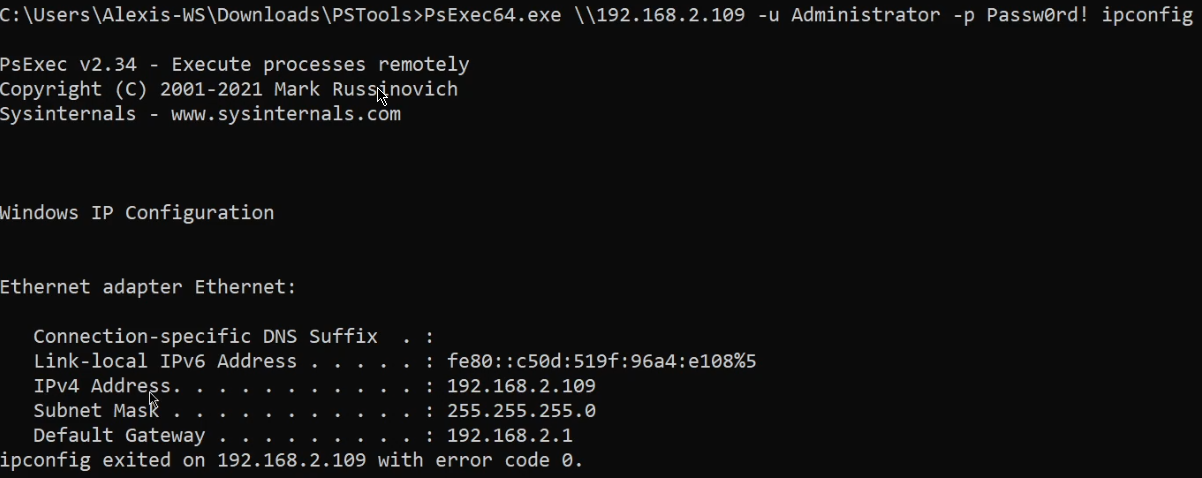 C:\Users\Alexis-WS\Downloads\PSTools>PsExec64.exe \\192.168.2.109 -u Administrator -p Passw0rd! ipconfig
PsExec v2.34 - Execute processes remotely
Copyright (C) 2001-2021 Mark Russinovich
Sysinternals - www.sysinternals.com
Windows IP Configuration
Ethernet adapter Ethernet:
   Connection-specific DNS Suffix  . :
   Link-local IPv6 Address . . . . . : fe80::c50d:519f:96a4:e108%5
   IPv4 Address. . . . . . . . . . . : 192.168.2.109
   Subnet Mask . . . . . . . . . . . : 255.255.255.0
   Default Gateway . . . . . . . . . : 192.168.2.1
ipconfig exited on 192.168.2.109 with error code 0.